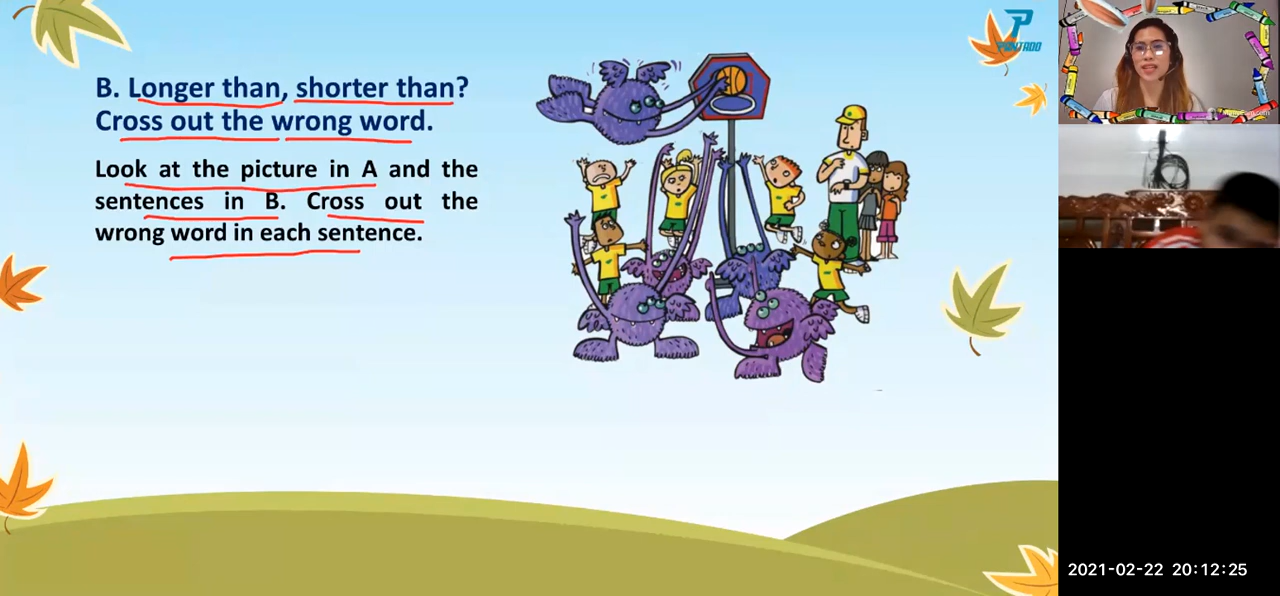 B. Longer than, shorter than?
Cross out the wrong word.
Look at the picture in A and the
sentences in B. Cross out the
wrong word in each sentence.
PANTADO
2021-02-22 20:12:25